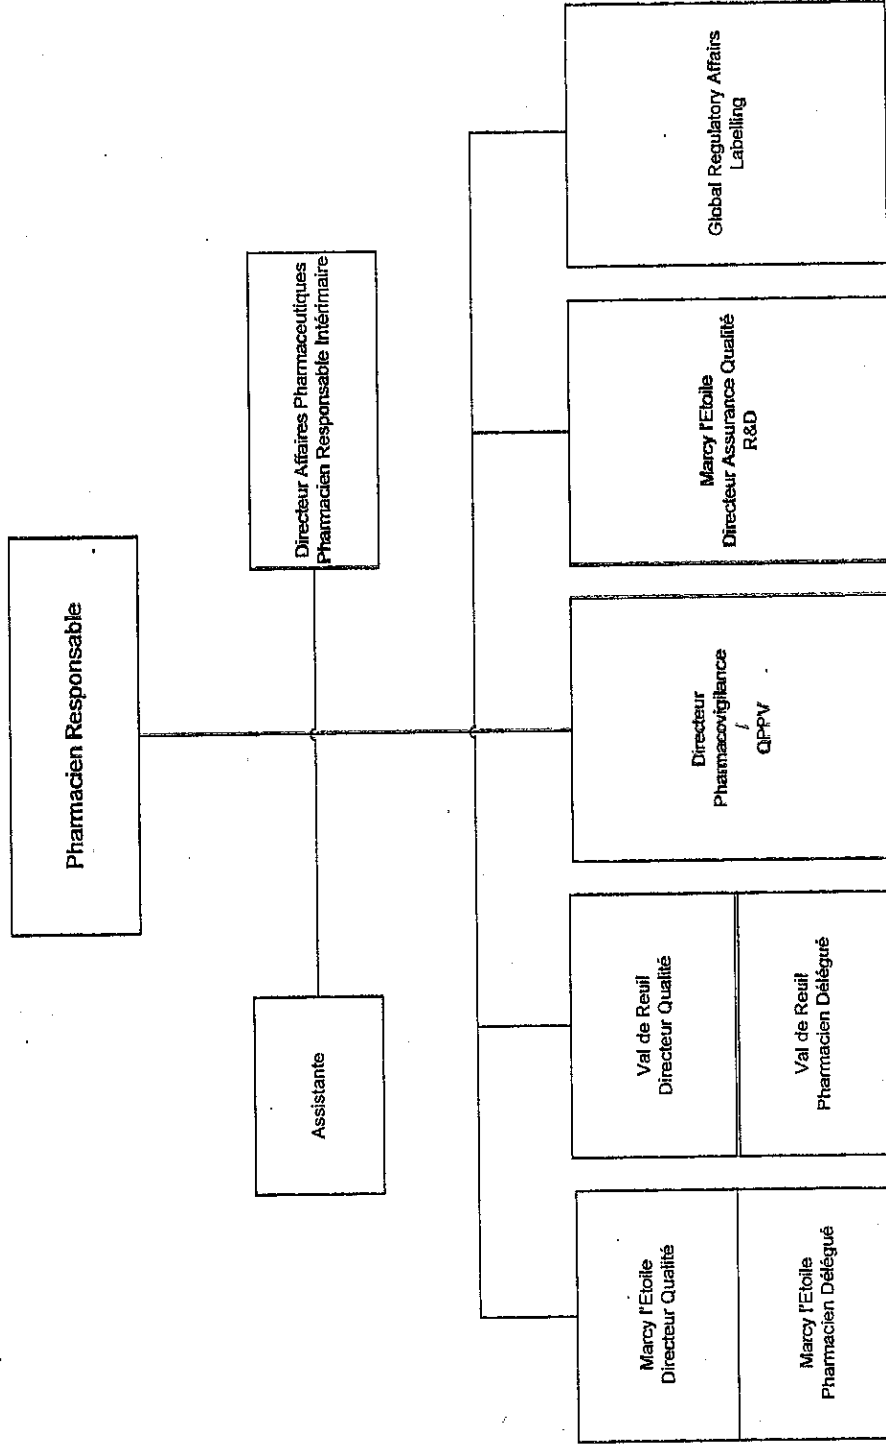 Pharmacien Responsable
Assistante
Directeur Affaires Pharmaceutiques
Pharmacien Responsable Intérimaire
Marcy l'Etoile
Directeur Qualité
Marcy l'Etoile
Pharmacien Délégué
Val de Reuil
Directeur Qualité
Val de Reuil
Pharmacien Délégué
Directeur
Pharmacovigilance
/
QPPV
Marcy l'Etoile
Directeur Assurance Qualité
R&D
Global Regulatory Affairs
Labelling